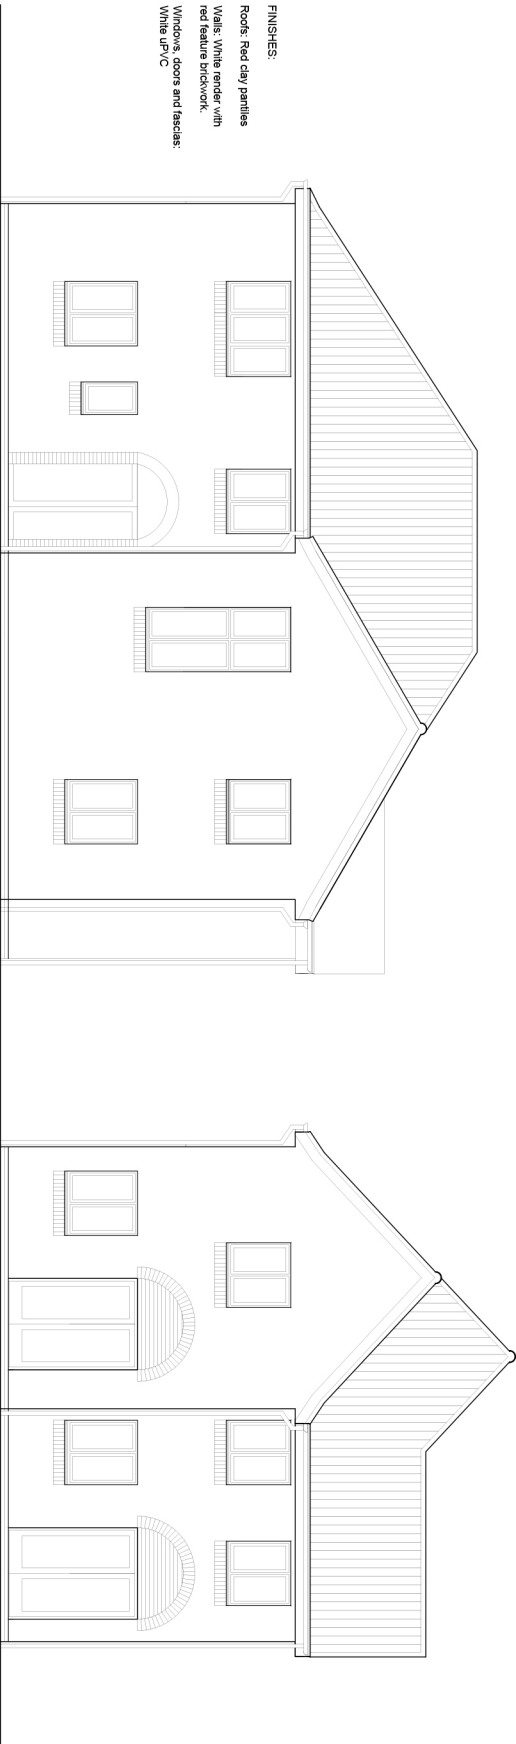 FINISHES:
Roofs: Red clay pantiles
Walls: White render with
red feature brickwork.
Windows, doors and fascias:
White uPVC